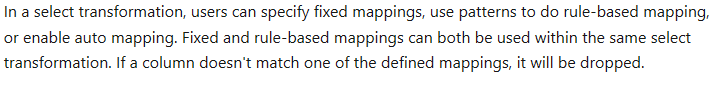 In a select transformation, users can specify fixed mappings, use patterns to do rule-based mapping,
or enable auto mapping. Fixed and rule-based mappings can both be used within the same select
transformation. If a column doesn't match one of the defined mappings, it will be dropped.